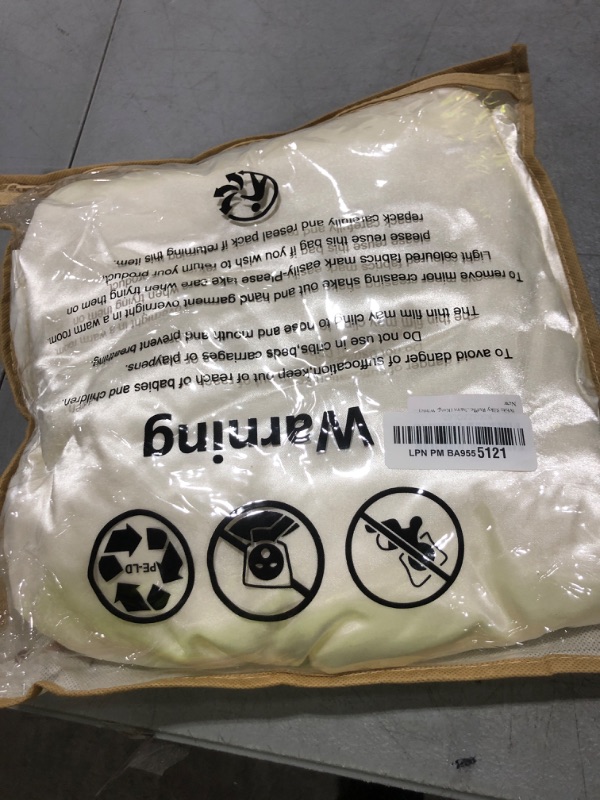 Warning
To avoid danger of suffocation,keep out of reach of babies and children.
Do not use in cribs,beds,carriages or playpens.
The thin film may cling to nose and mouth and prevent breathing
To remove minor creasing shake out and hand garment in overnight in a warm room.
Light coloured fabrics mark easily-Please take care when trying them on
please reuse this bag if you wish to return your product
repack carefully and reseal pack returning this item.
PE-LD
LPN PM BA955 5121
New